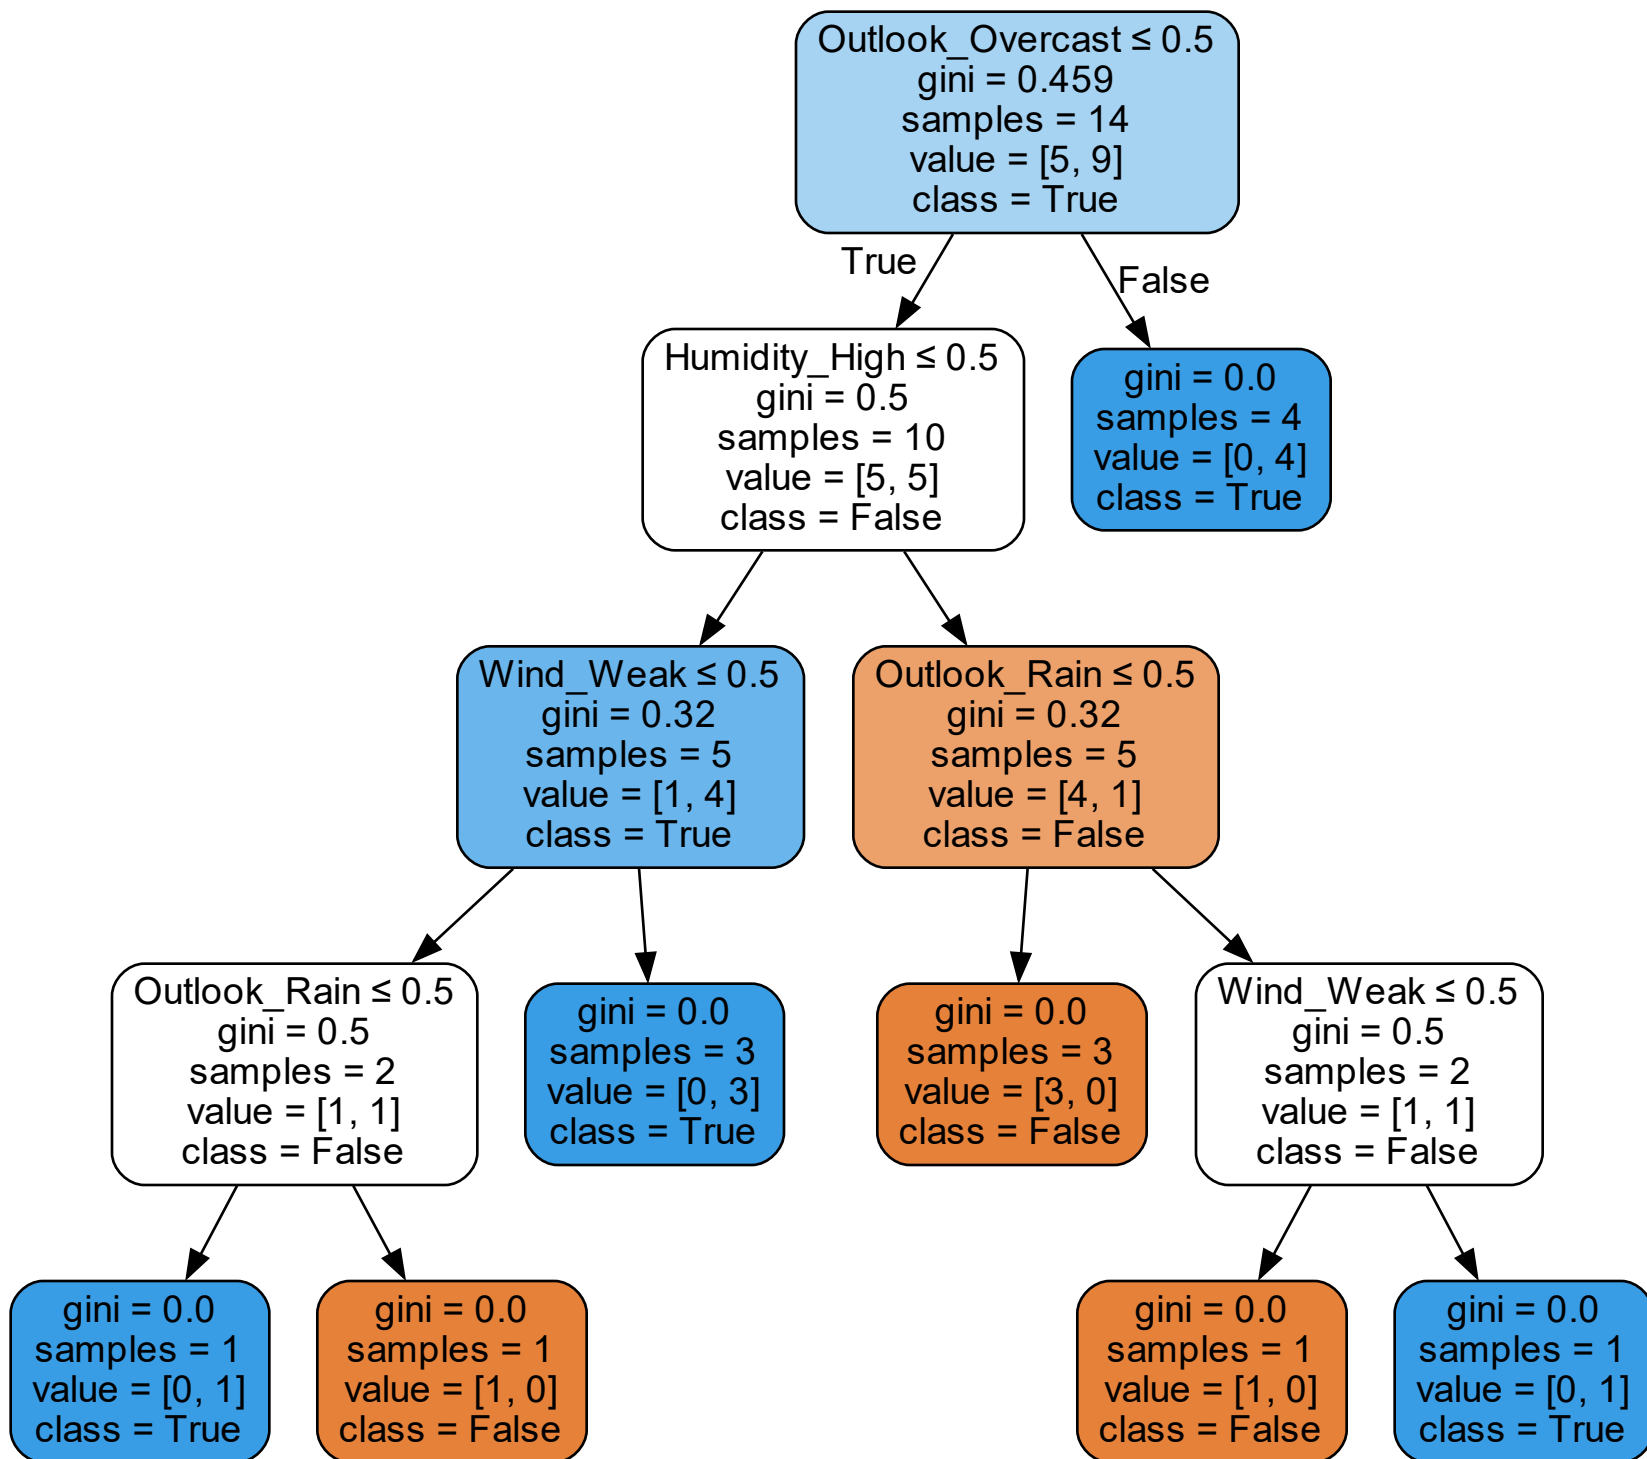 Outlook_Overcast ≤ 0.5
gini = 0.459
samples = 14
value = [5, 9]
class = True
True
False
Humidity_High ≤ 0.5
gini = 0.5
samples = 10
value = [5, 5]
class = False
gini = 0.0
samples = 4
value = [0, 4]
class = True
Wind_Weak ≤ 0.5
gini = 0.32
samples = 5
value = [1, 4]
class = True
Outlook_Rain ≤ 0.5
gini = 0.32
samples = 5
value = [4, 1]
class = False
Outlook_Rain ≤ 0.5
gini = 0.5
samples = 2
value = [1, 1]
class = False
gini = 0.0
samples = 3
value = [0, 3]
class = True
gini = 0.0
samples = 3
value = [3, 0]
class = False
Wind_Weak ≤ 0.5
gini = 0.5
samples = 2
value = [1, 1]
class = False
gini = 0.0
samples = 1
value = [0, 1]
class = True
gini = 0.0
samples = 1
value = [1, 0]
class = False
gini = 0.0
samples = 1
value = [1, 0]
class = False
gini = 0.0
samples = 1
value = [0, 1]
class = True